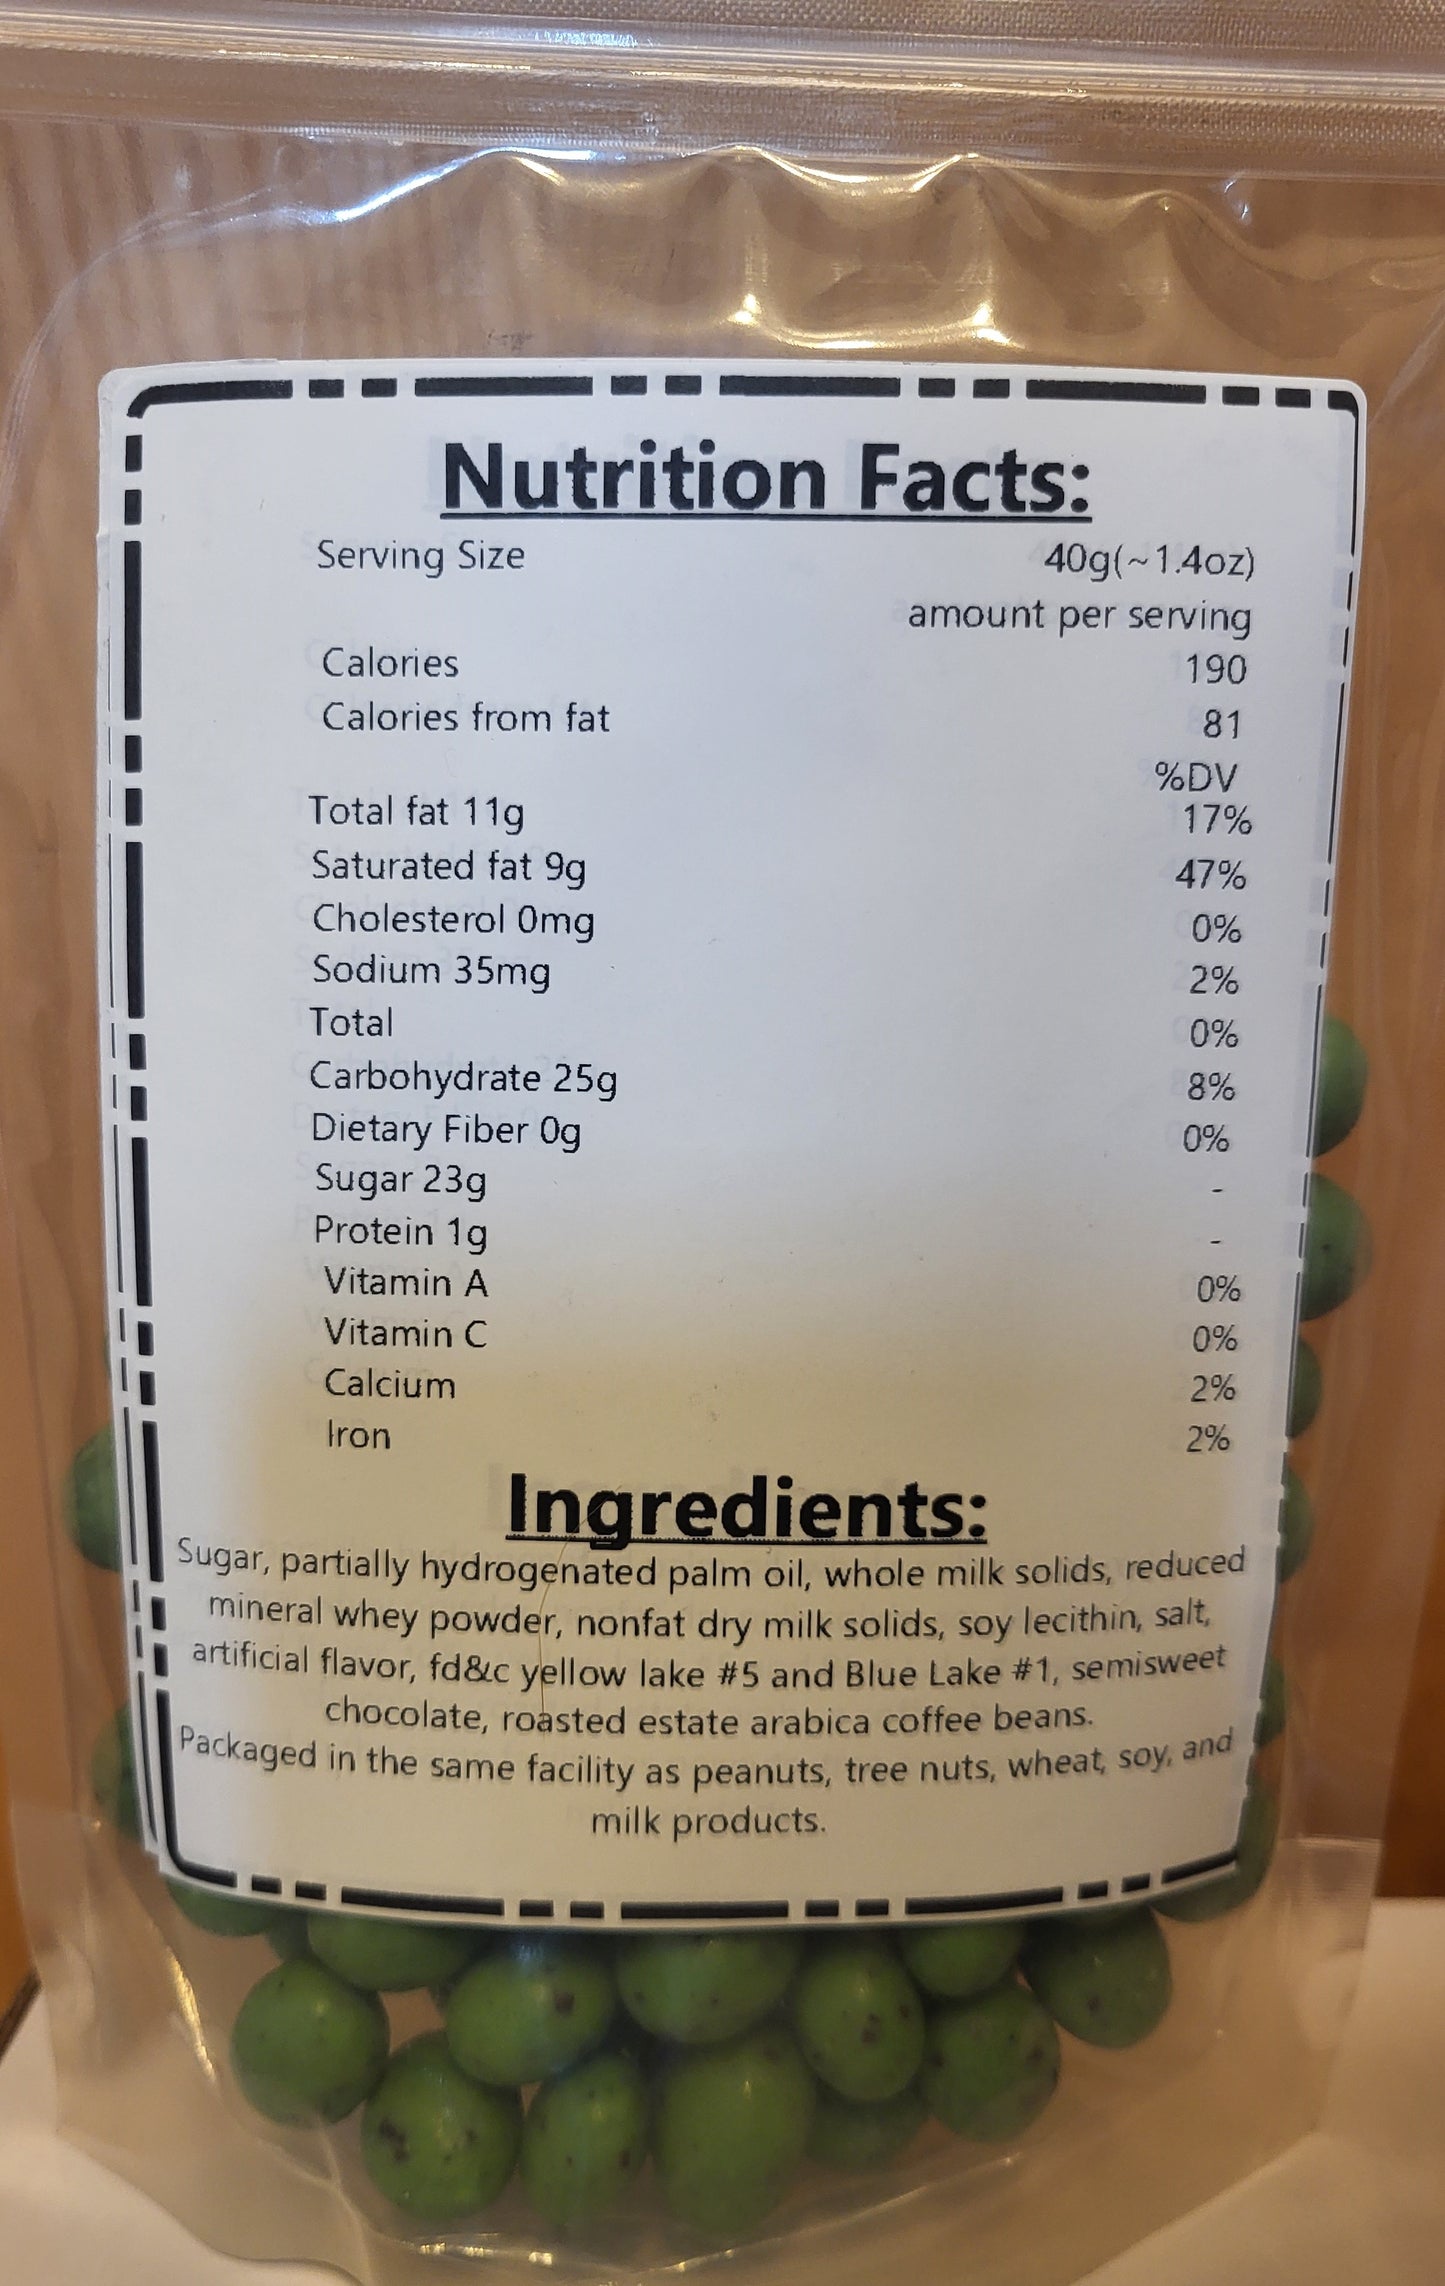 Nutrition Facts:
Serving Size 40g(~1.4oz)
amount per serving
Calories 190
Calories from fat 81
%DV
Total fat 11g 17%
Saturated fat 9g 47%
Cholesterol 0mg 0%
Sodium 35mg 2%
Total 0%
Carbohydrate 25g 8%
Dietary Fiber 0g 0%
Sugar 23g -
Protein 1g -
Vitamin A 0%
Vitamin C 0%
Calcium 2%
Iron 2%
Ingredients:
Sugar, partially hydrogenated palm oil, whole milk solids, reduced
mineral whey powder, nonfat dry milk solids, soy lecithin, salt,
artificial flavor, fd&c yellow lake #5 and Blue Lake #1, semisweet
chocolate, roasted estate arabica coffee beans.
Packaged in the same facility as peanuts, tree nuts, wheat, soy, and
milk products.